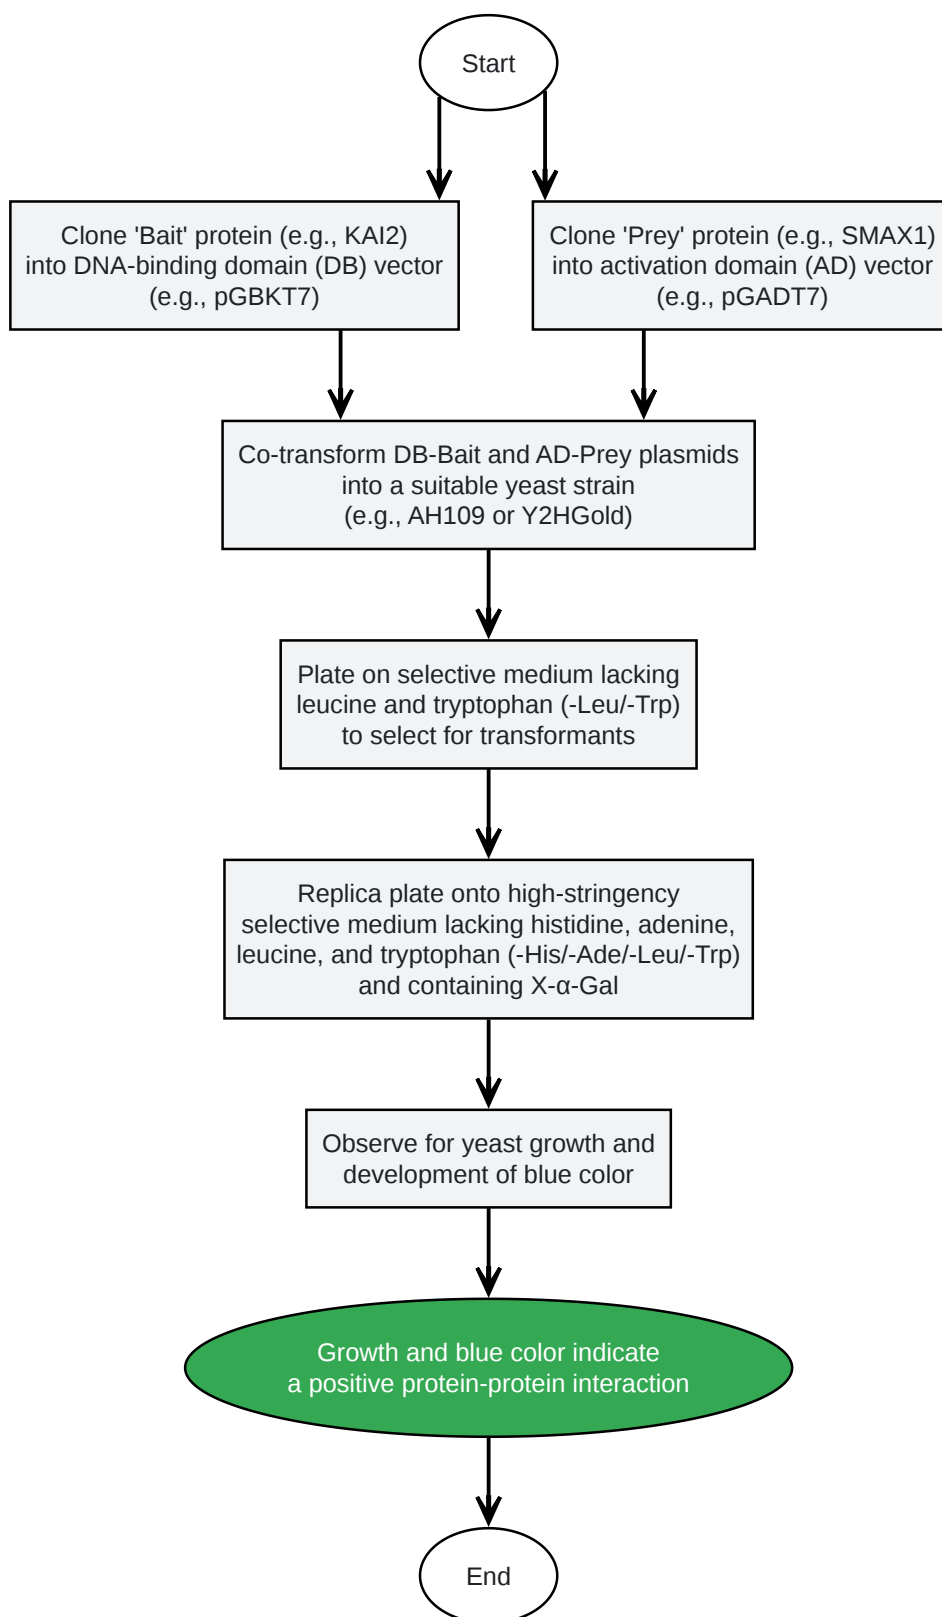 Start
Clone 'Bait' protein (e.g., KAI2)
into DNA-binding domain (DB) vector
(e.g., pGBKT7)
Clone 'Prey' protein (e.g., SMAX1)
into activation domain (AD) vector
(e.g., pGADT7)
Co-transform DB-Bait and AD-Prey plasmids
into a suitable yeast strain
(e.g., AH109 or Y2HGold)
Plate on selective medium lacking
leucine and tryptophan (-Leu/-Trp)
to select for transformants
Replica plate onto high-stringency
selective medium lacking histidine, adenine,
leucine, and tryptophan (-His/-Ade/-Leu/-Trp)
and containing X-α-Gal
Observe for yeast growth and
development of blue color
Growth and blue color indicate
a positive protein-protein interaction
End